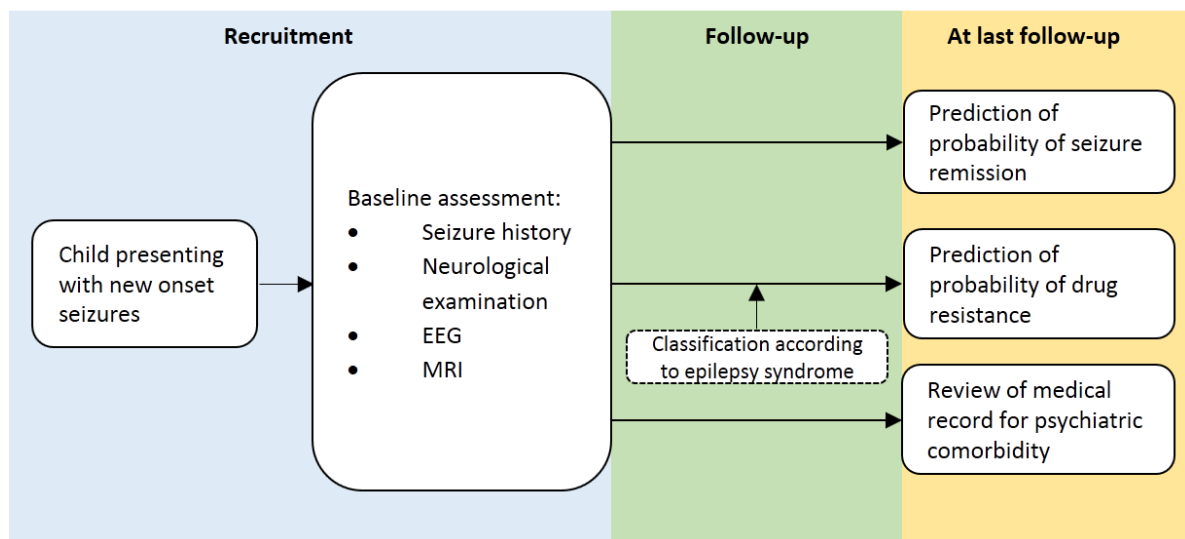 Recruitment
Follow-up
At last follow-up
Child presenting
with new onset
seizures
Baseline assessment:
• Seizure history
• Neurological
examination
• EEG
• MRI
Classification according
to epilepsy syndrome
Prediction of
probability of seizure
remission
Prediction of
probability of drug
resistance
Review of medical
record for psychiatric
comorbidity